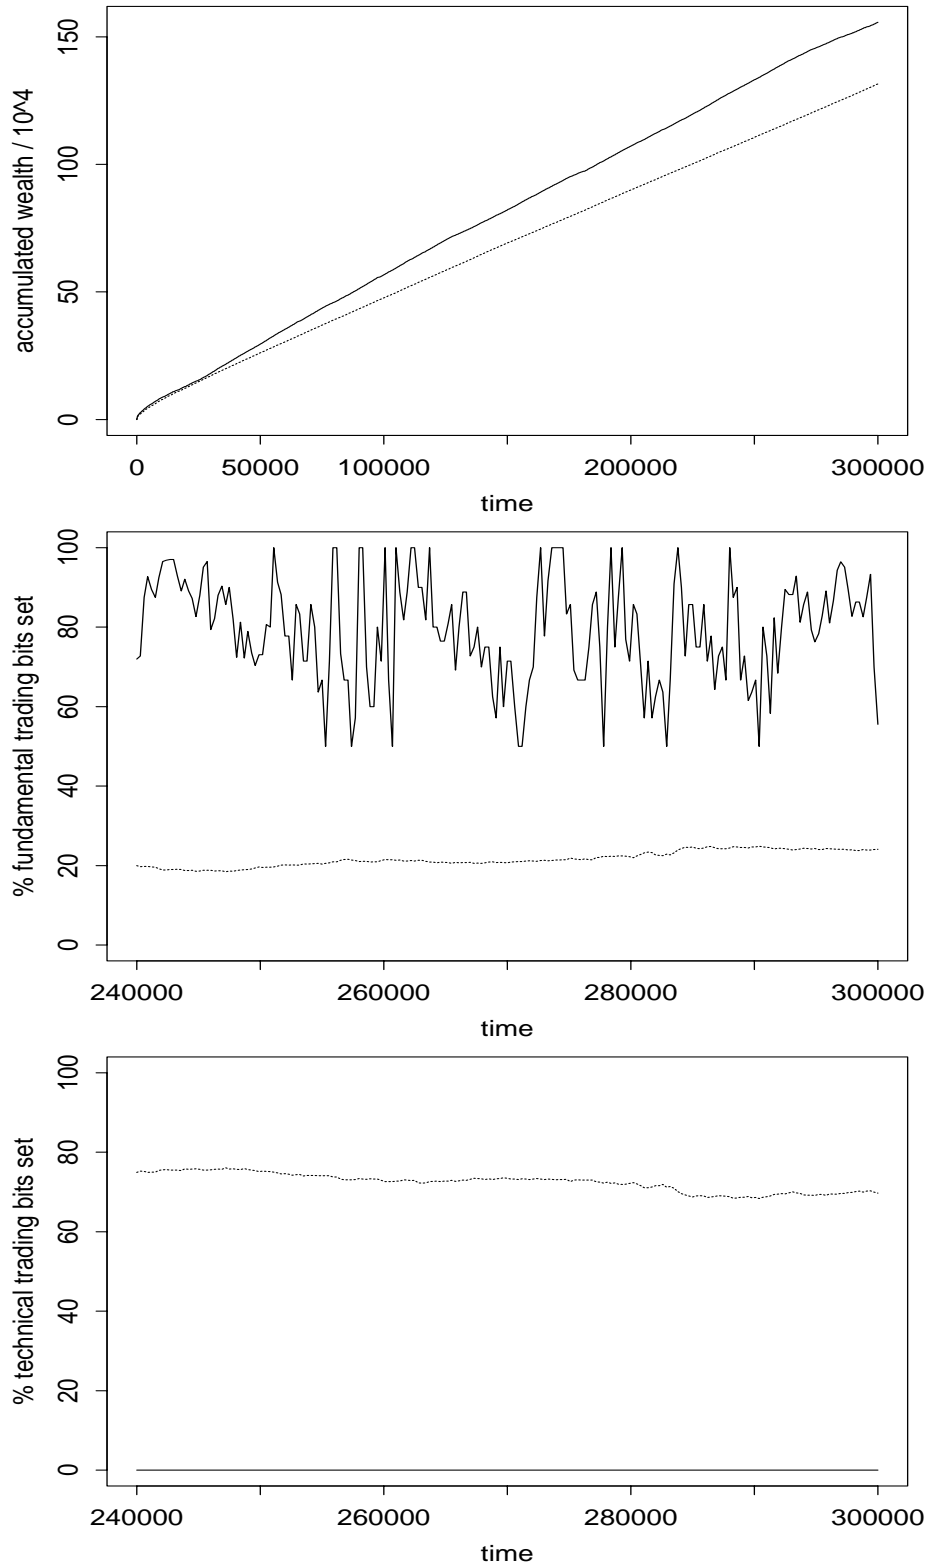 accumulated wealth / 10^4
150
100
50
0
0 50000 100000 200000 300000
time
% fundamental trading bits set
100
80
60
40
20
0
240000 260000 280000 300000
time
% technical trading bits set
100
80
60
40
20
0
240000 260000 280000 300000
time